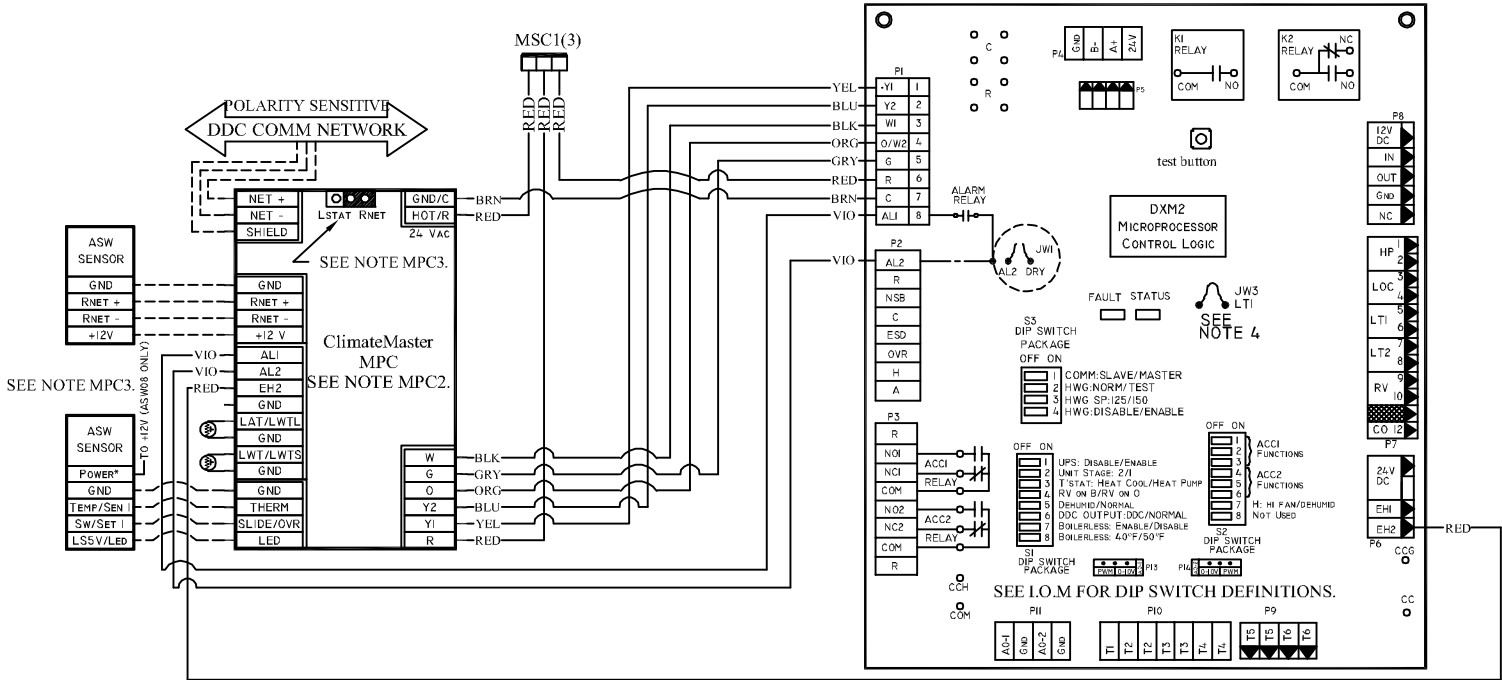 MSC1(3)
RED
RED
RED
POLARITY SENSITIVE
DDC COMM NETWORK
NET +
NET -
SHIELD
LSTAT RNET
GND/C
HOT/R
24 VAC
BRN
RED
SEE NOTE MPC3.
ASW
SENSOR
GND
RNET +
RNET -
+12V
GND
RNET +
RNET -
+12 V
VIO
VIO
RED
AL1
AL2
EH2
GND
LAT/LWTL
GND
LWT/LWTS
GND
GND
THERM
SLIDE/OVR
LED
ClimateMaster
MPC
SEE NOTE MPC2.
SEE NOTE MPC3.
TO +12V (ASW08 ONLY)
ASW
SENSOR
POWER*
GND
TEMP/SEN 1
SW/SET 1
LS5V/LED
W
G
O
Y2
Y1
R
BLK
GRY
ORG
BLU
YEL
RED
YEL
BLU
BLK
ORG
GRY
RED
BRN
VIO
VIO
P1
Y1 1
Y2 2
W1 3
O/W2 4
G 5
R 6
C 7
AL1 8
P2
AL2
R
NSB
C
ESD
OVR
H
A
P3
R
NO1
NC1
COM
NO2
NC2
COM
R
ACC1
RELAY
ACC2
RELAY
CCH
COM
C
R
ALARM
RELAY
JW1
AL2 DRY
P4
GND
B-
A+
24V
P5
K1
RELAY
COM
NO
K2
RELAY
NC
COM
NO
test button
DXM2
MICROPROCESSOR
CONTROL LOGIC
FAULT STATUS
JW3
LT1
SEE
NOTE 4
S3
DIP SWITCH
PACKAGE
OFF ON
1 COMM:SLAVE/MASTER
2 HWG:NORM/TEST
3 HWG SP:125/150
4 HWG:DISABLE/ENABLE
OFF ON
1 UPS: DISABLE/ENABLE
2 UNIT STAGE: 2/1
3 T'STAT: HEAT COOL/HEAT PUMP
4 RV ON B/RV ON O
5 DEHUMID/NORMAL
6 DDC OUTPUT:DDC/NORMAL
7 BOILERLESS: ENABLE/DISABLE
8 BOILERLESS: 40°F/50°F
S1
DIP SWITCH
PACKAGE
OFF ON
1
2
3
4
5
6
7
8
ACC1
FUNCTIONS
ACC2
FUNCTIONS
H: HI FAN/DEHUMID
NOT USED
S2
DIP SWITCH
PACKAGE
PWM 0-10V
P13
P14
0-10V PWM
SEE I.O.M FOR DIP SWITCH DEFINITIONS.
P11
AO-1
GND
AO-2
GND
P10
T1
T2
T2
T3
T3
T4
T4
P9
T5
T5
T6
T6
P8
12V
DC
IN
OUT
GND
NC
HP 1
2
LOC 3
4
LT1 5
6
LT2 7
8
RV 9
10
CO 12
P7
24V
DC
EH1
EH2
P6
RED
CCG
CC